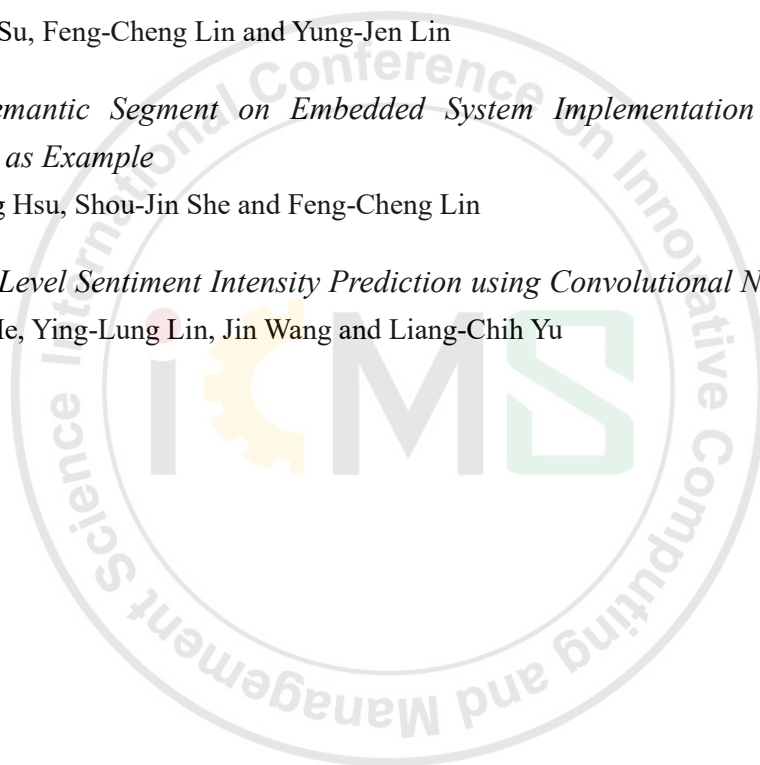 Su, Feng-Cheng Lin and Yung-Jen Lin
emantic Segment on Embedded System Implementation
as Example
g Hsu, Shou-Jin She and Feng-Cheng Lin
Level Sentiment Intensity Prediction using Convolutional N
He, Ying-Lung Lin, Jin Wang and Liang-Chih Yu
International Conference on Innovative Computing and Management Science
iCMS